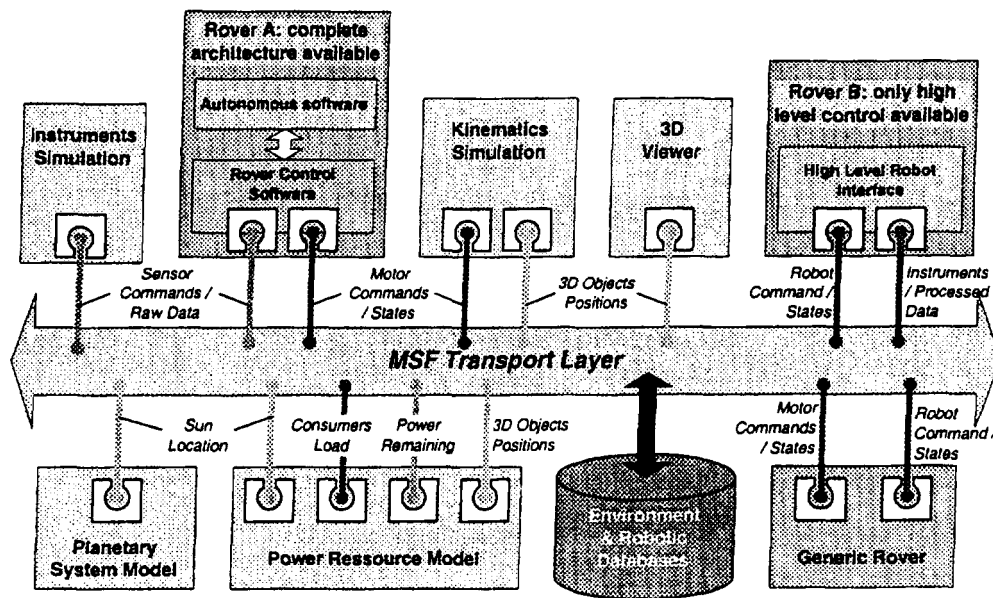 Rover A: complete
architecture available
Autonomous software
Rover Control
Software
Instruments
Simulation
Kinematics
Simulation
3D
Viewer
Rover B: only high
level control available
High Level Robot
Interface
Sensor
Commands /
Raw Data
Motor
Commands
/ States
3D Objects
Positions
Robot
Command /
States
Instruments
/ Processed
Data
MSF Transport Layer
Sun
Location
Consumers
Load
Power
Remaining
3D Objects
Positions
Motor
Commands
/ States
Robot
Command /
States
Planetary
System Model
Power Ressource Model
Environment
& Robotic
Databases
Generic Rover